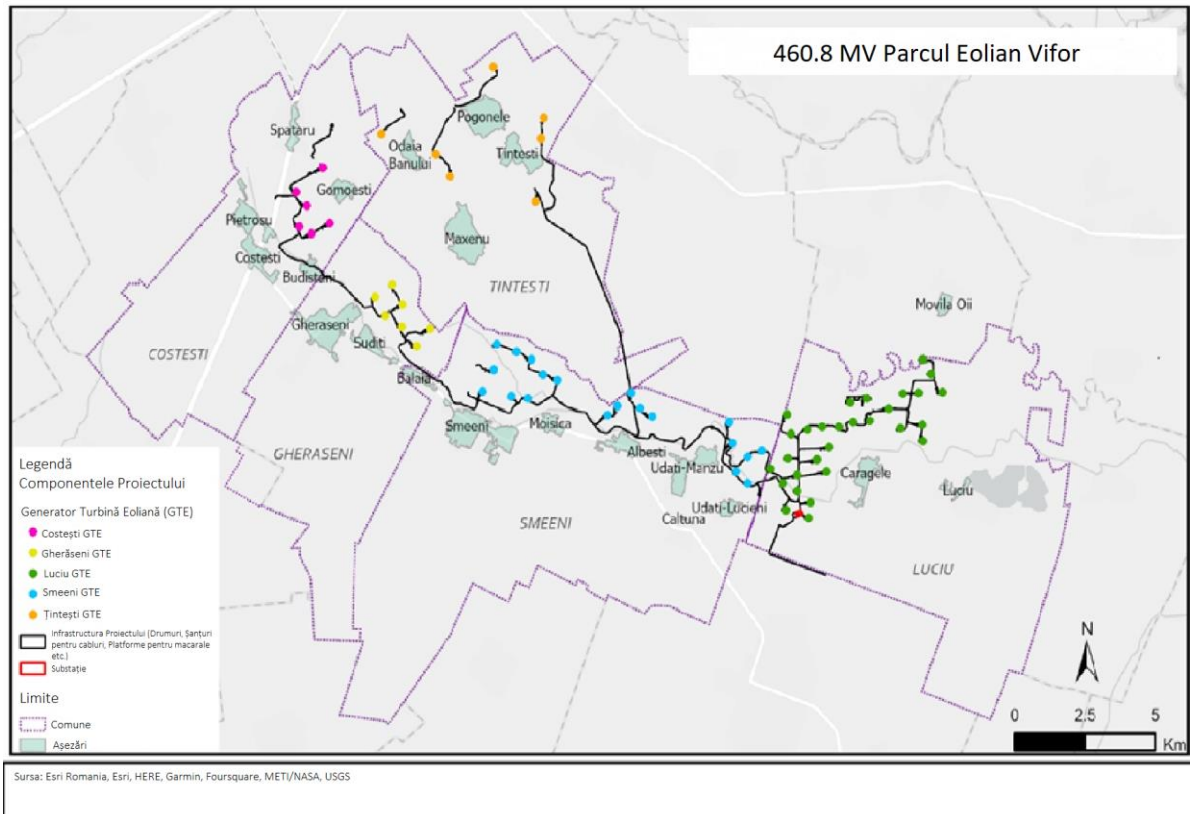 460.8 MV Parcul Eolian Vifor
Spataru
Pogonele
Odaia
Banului
Tintesti
Gomoesti
Pietrosu
Costesti
Maxenu
Budisteni
TINTESTI
Movila Oii
Gheraseni
Suditi
COSTESTI
Balaia
Smeeni
Moisica
Albesti
Udati-Manzu
Caragele
Luciu
GHERASENI
Udati-Lucieni
Caltuna
SMEENI
LUCIU
Legendă
Componentele Proiectului
Generator Turbină Eoliană (GTE)
Costești GTE
Gherăseni GTE
Luciu GTE
Smeeni GTE
Țintești GTE
Infrastructura Proiectului (Drumuri, Șanțuri
pentru cabluri, Platforme pentru macarale
etc.)
Substație
Limite
Comune
Așezări
N
0 2.5 5
Km
Sursa: Esri Romania, Esri, HERE, Garmin, Foursquare, METI/NASA, USGS